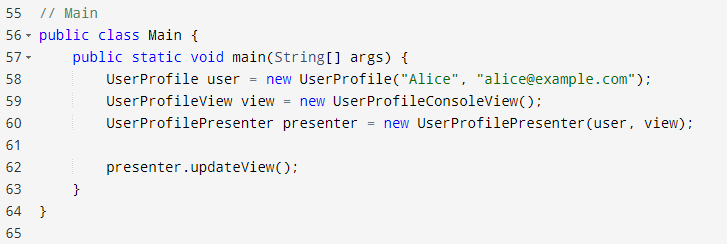 55 // Main
56 public class Main {
57     public static void main(String[] args) {
58         UserProfile user = new UserProfile("Alice", "alice@example.com");
59         UserProfileView view = new UserProfileConsoleView();
60         UserProfilePresenter presenter = new UserProfilePresenter(user, view);
61
62         presenter.updateView();
63     }
64 }
65